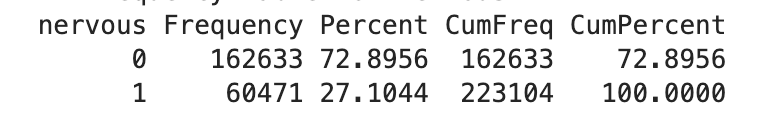 nervous Frequency Percent CumFreq CumPercent
0 162633 72.8956 162633 72.8956
1 60471 27.1044 223104 100.0000